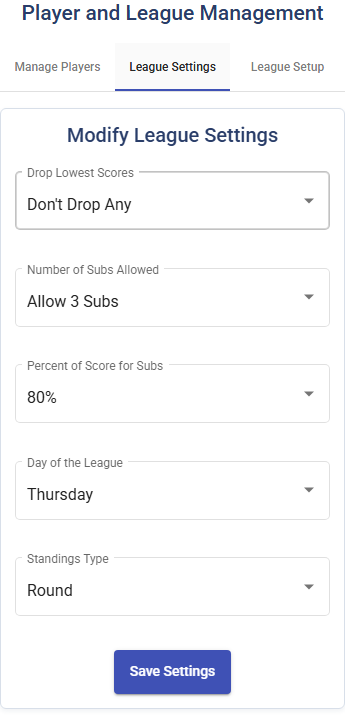 Player and League Management
Manage Players League Settings League Setup
Modify League Settings
Drop Lowest Scores
Don't Drop Any
Number of Subs Allowed
Allow 3 Subs
Percent of Score for Subs
80%
Day of the League
Thursday
Standings Type
Round
Save Settings